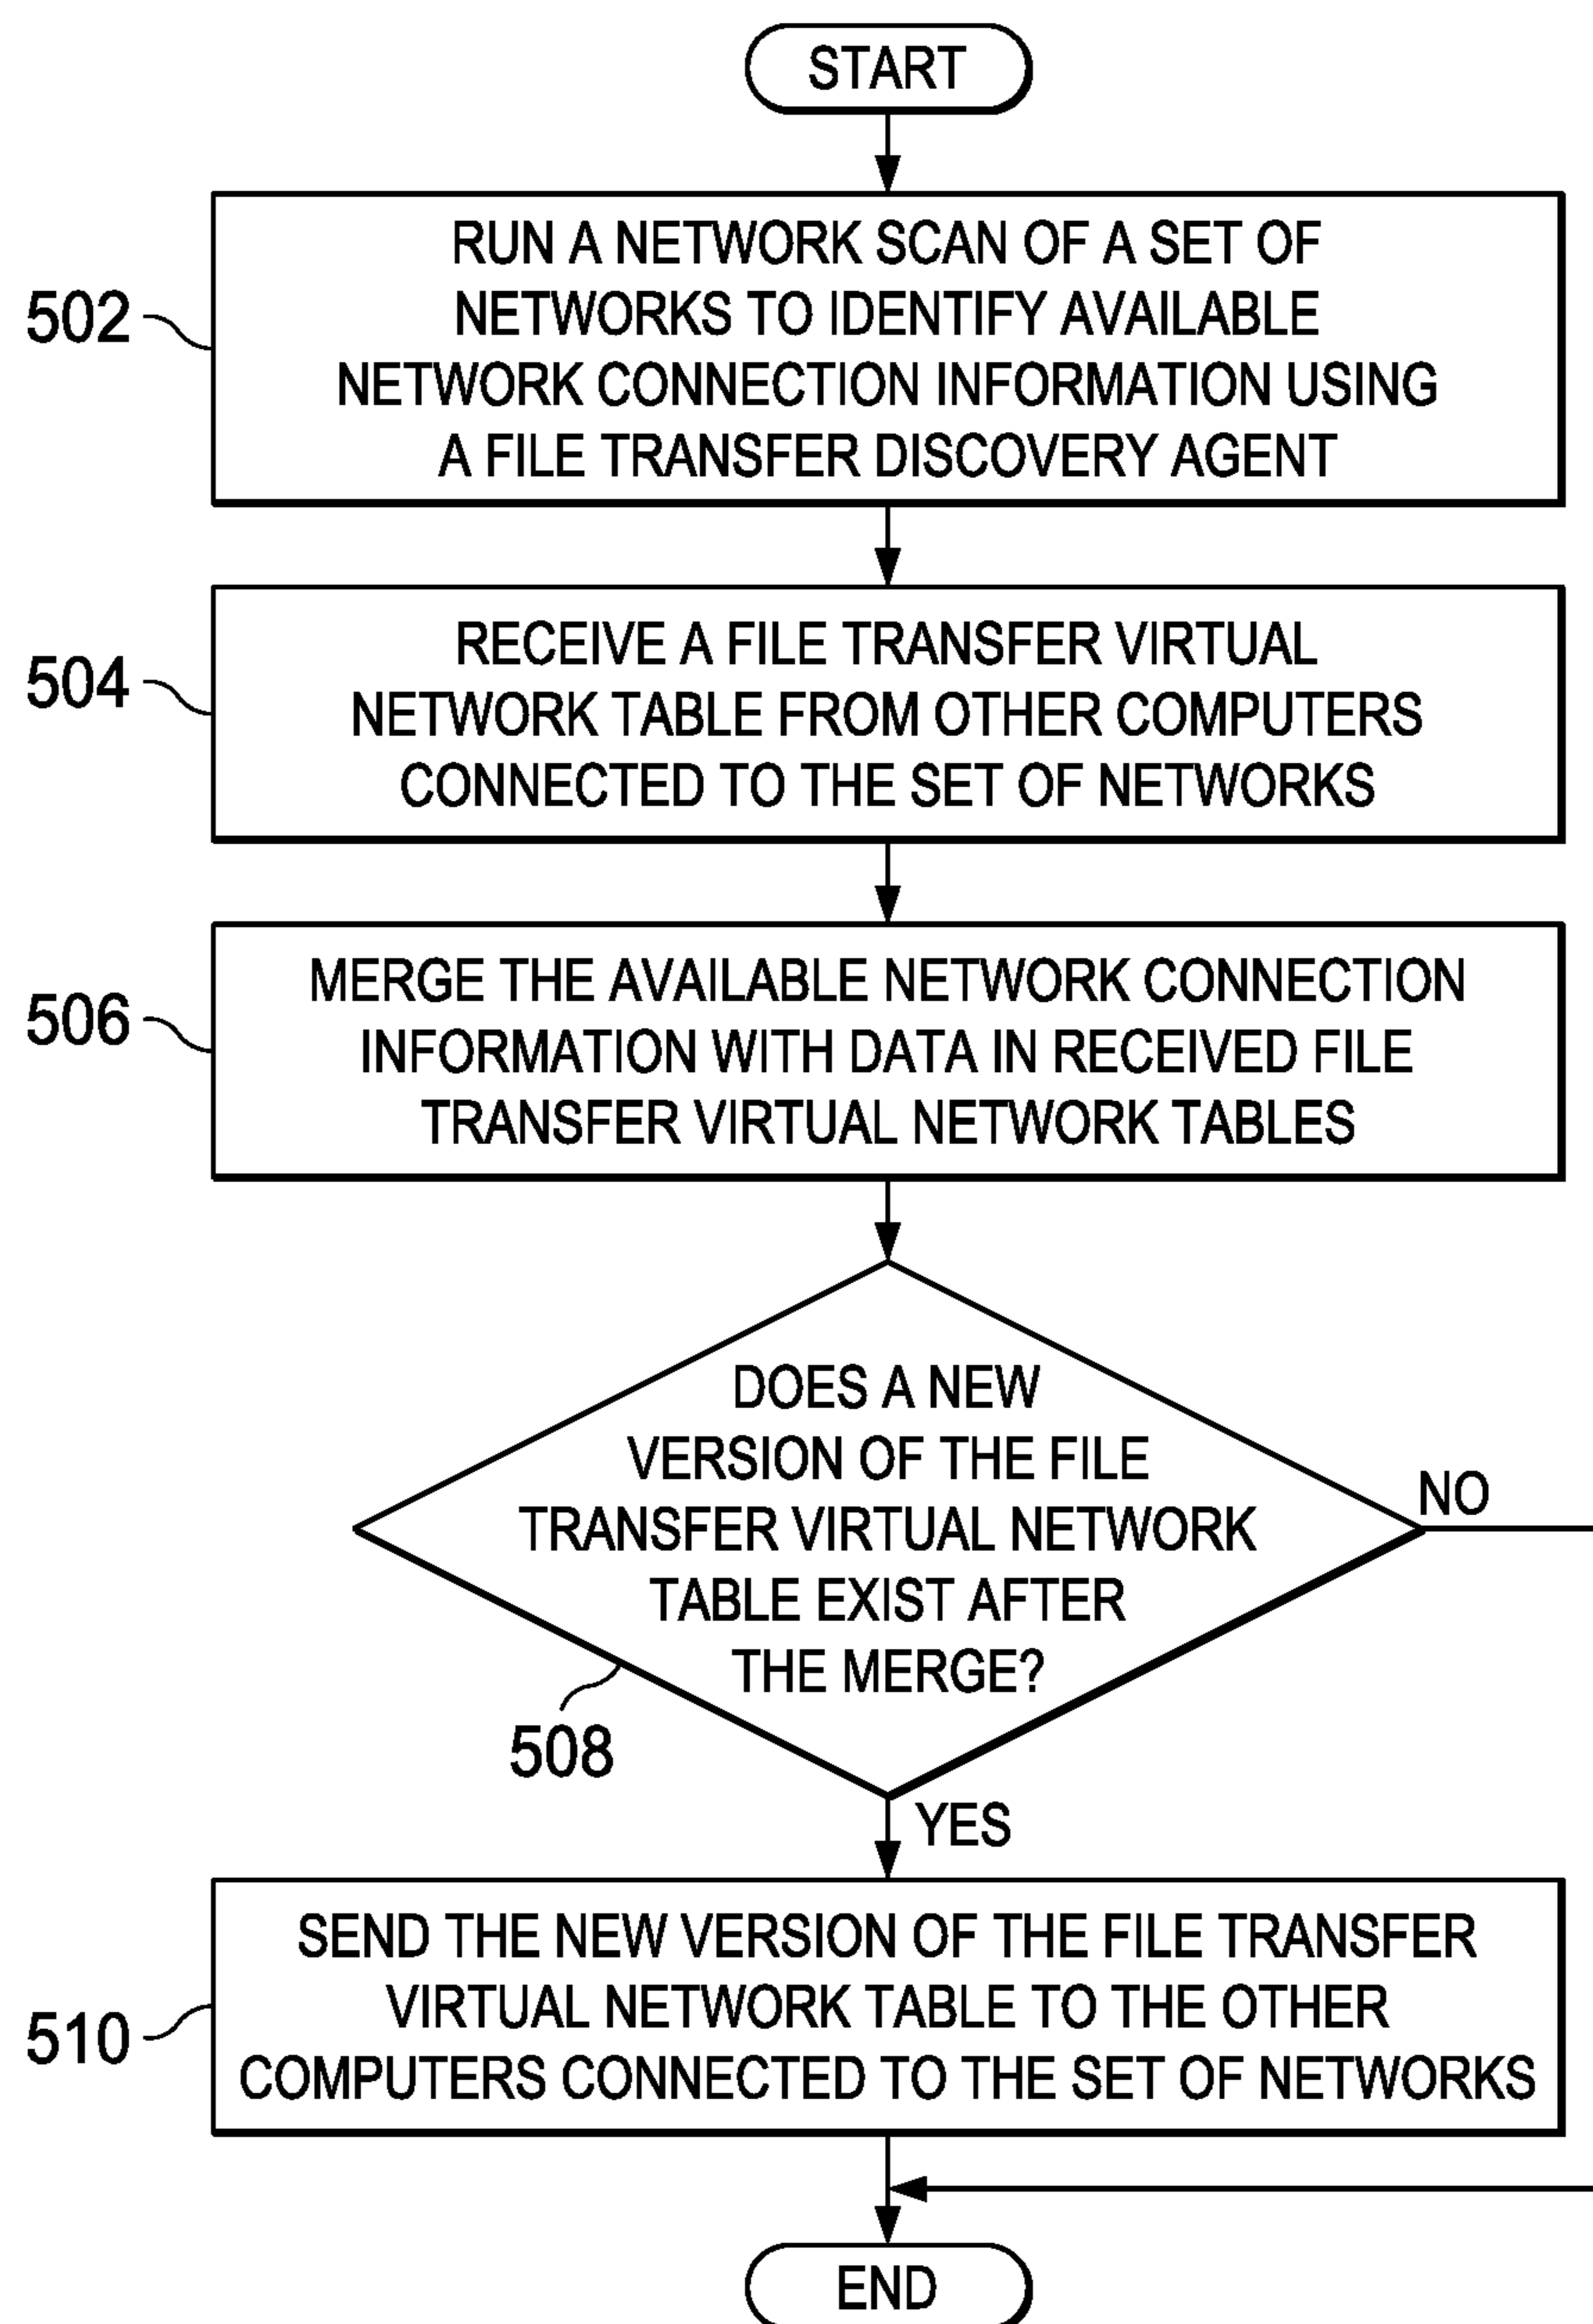 START
RUN A NETWORK SCAN OF A SET OF
NETWORKS TO IDENTIFY AVAILABLE
NETWORK CONNECTION INFORMATION USING
A FILE TRANSFER DISCOVERY AGENT
502
RECEIVE A FILE TRANSFER VIRTUAL
NETWORK TABLE FROM OTHER COMPUTERS
CONNECTED TO THE SET OF NETWORKS
504
MERGE THE AVAILABLE NETWORK CONNECTION
INFORMATION WITH DATA IN RECEIVED FILE
TRANSFER VIRTUAL NETWORK TABLES
506
DOES A NEW
VERSION OF THE FILE
TRANSFER VIRTUAL NETWORK
TABLE EXIST AFTER
THE MERGE?
NO
508
YES
SEND THE NEW VERSION OF THE FILE TRANSFER
VIRTUAL NETWORK TABLE TO THE OTHER
COMPUTERS CONNECTED TO THE SET OF NETWORKS
510
END